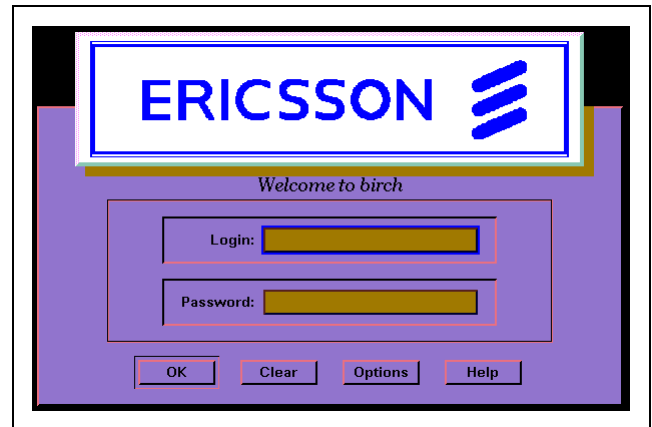 ERICSSON
Welcome to birch
Login:
Password:
OK Clear Options Help